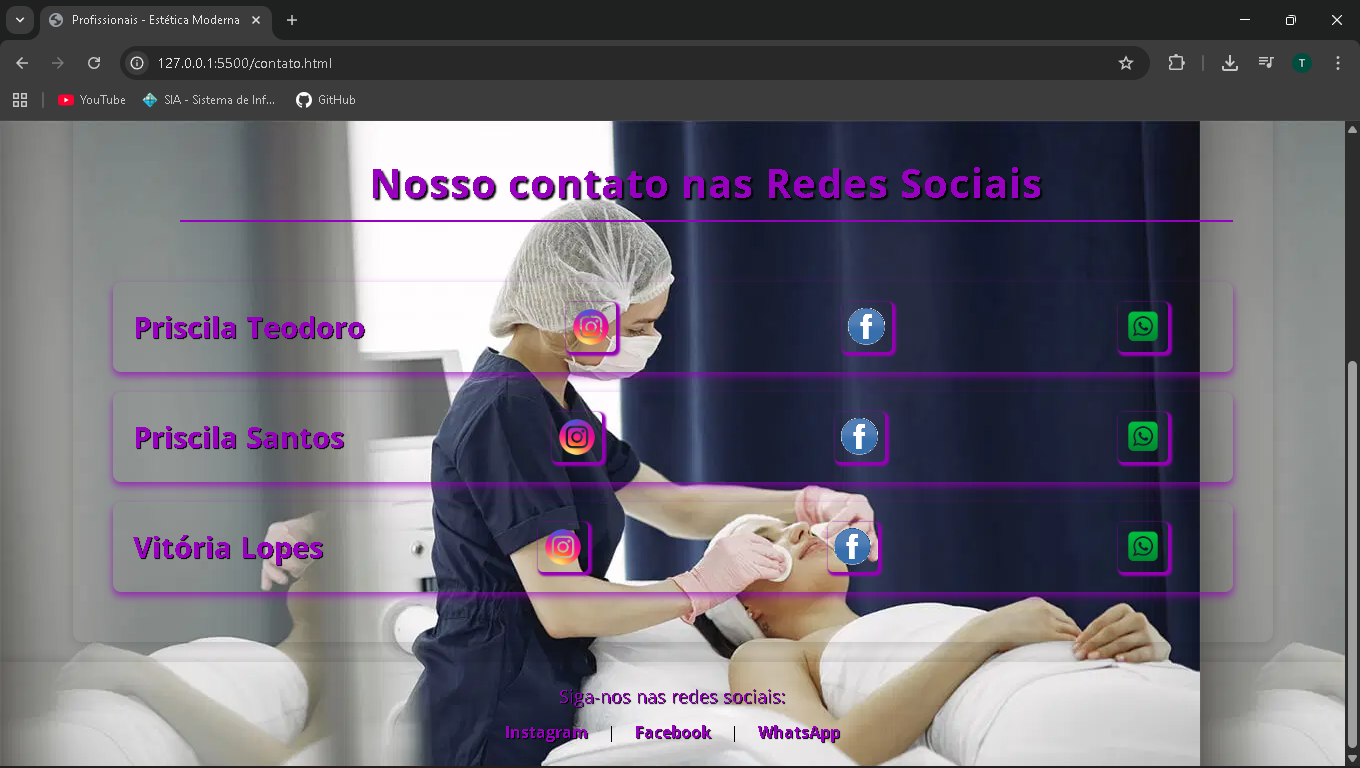 Profissionais - Estética Moderna
127.0.0.1:5500/contato.html
T
YouTube
SIA - Sistema de Inf...
GitHub
Nosso contato nas Redes Sociais
Priscila Teodoro
Priscila Santos
Vitória Lopes
Siga-nos nas redes sociais:
Instagram | Facebook | WhatsApp